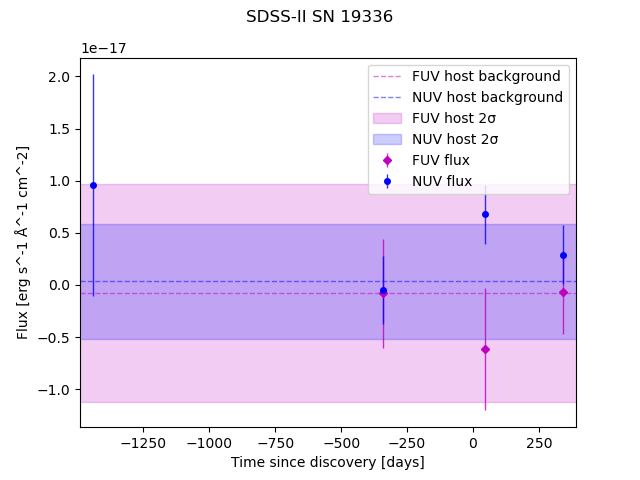 SDSS-II SN 19336
1e−17
2.0
1.5
1.0
0.5
0.0
−0.5
−1.0
Flux [erg s^-1 Å^-1 cm^-2]
FUV host background
NUV host background
FUV host 2σ
NUV host 2σ
FUV flux
NUV flux
−1250 −1000 −750 −500 −250 0 250
Time since discovery [days]